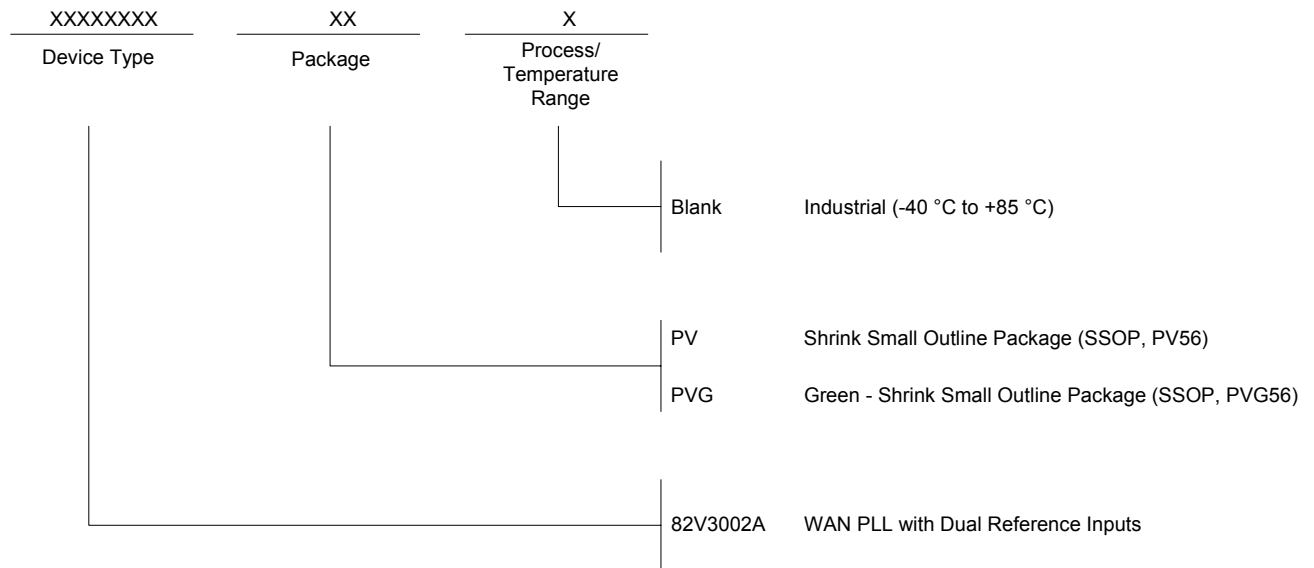 XXXXXXXX XX X
Device Type Package Process/
Temperature
Range
Blank Industrial (-40 °C to +85 °C)
PV Shrink Small Outline Package (SSOP, PV56)
PVG Green - Shrink Small Outline Package (SSOP, PVG56)
82V3002A WAN PLL with Dual Reference Inputs